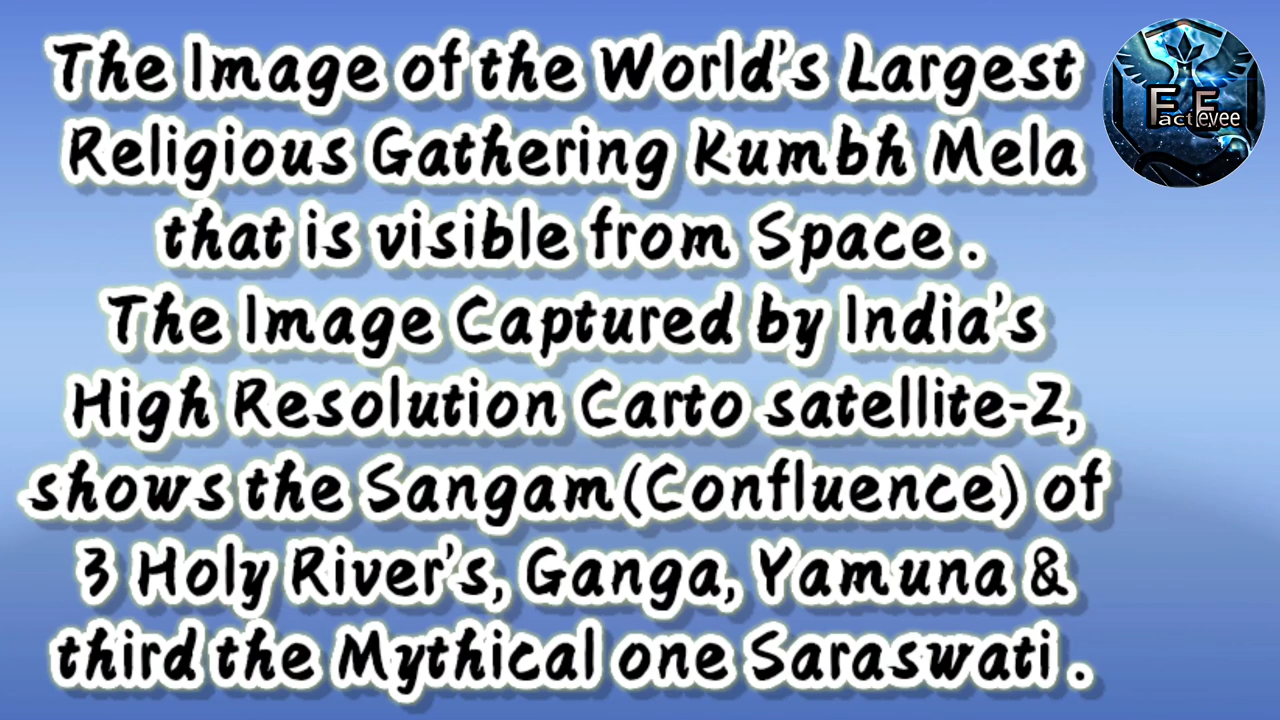 The Image of the World's Largest
Religious Gathering Kumbh Mela
that is visible from Space .
The Image Captured by India's
High Resolution Carto satellite-2,
shows the Sangam(Confluence) of
3 Holy River's, Ganga, Yamuna &
third the Mythical one Saraswati .
Fact Fevee